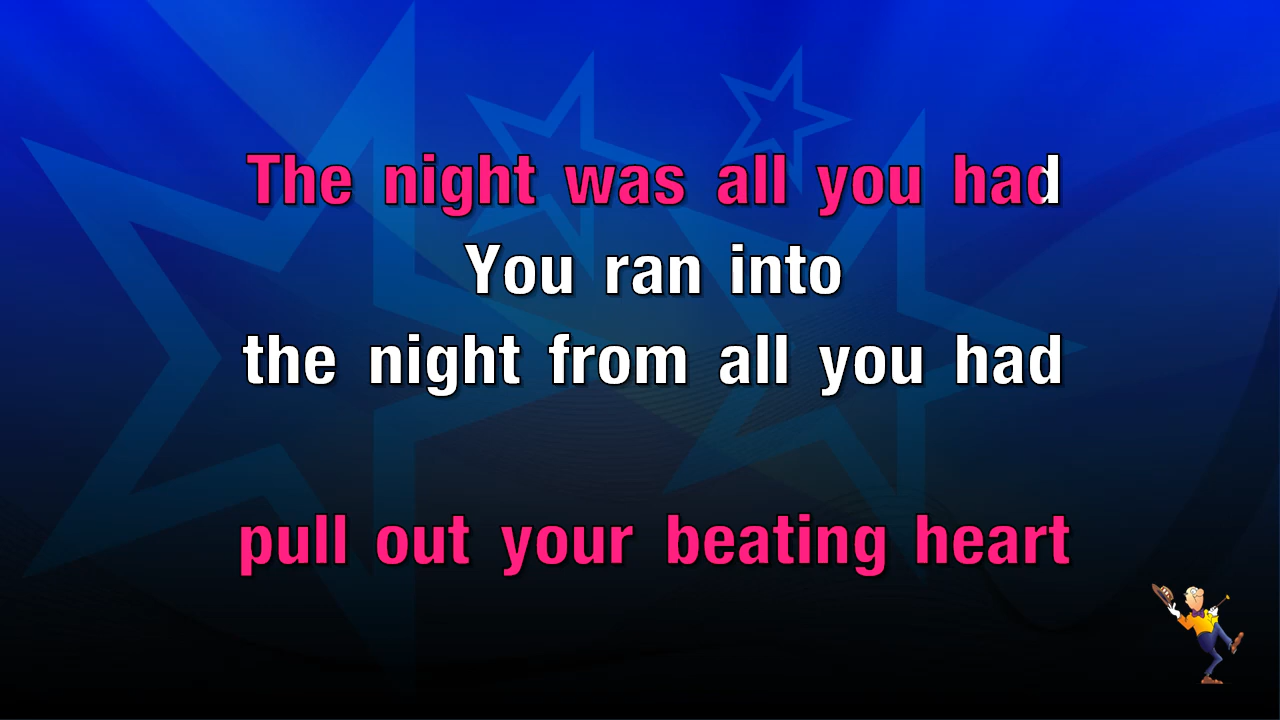 The night was all you had
You ran into
the night from all you had
pull out your beating heart